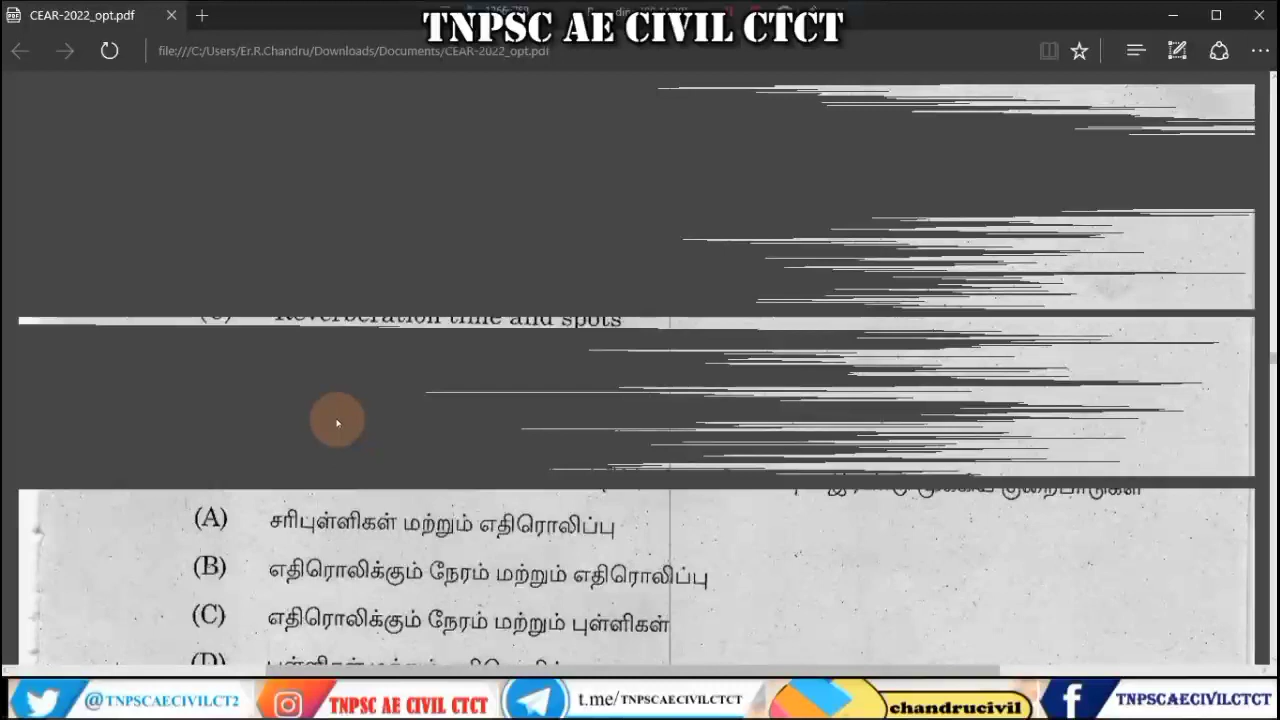 CEAR-2022_opt.pdf
TNPSC AE CIVIL CTCT
file:///C:/Users/Er.R.Chandru/Downloads/Documents/CEAR-2022_opt.pdf
(C) Reverberation time and spots
(A) சரிபுள்ளிகள் மற்றும் எதிரொலிப்பு
(B) எதிரொலிக்கும் நேரம் மற்றும் எதிரொலிப்பு
(C) எதிரொலிக்கும் நேரம் மற்றும் புள்ளிகள்
(D)
@TNPSCAECIVILCT2
TNPSC AE CIVIL CTCT
t.me/TNPSCAECIVILCTCT
chandrucivil
TNPSCAECIVILCTCT